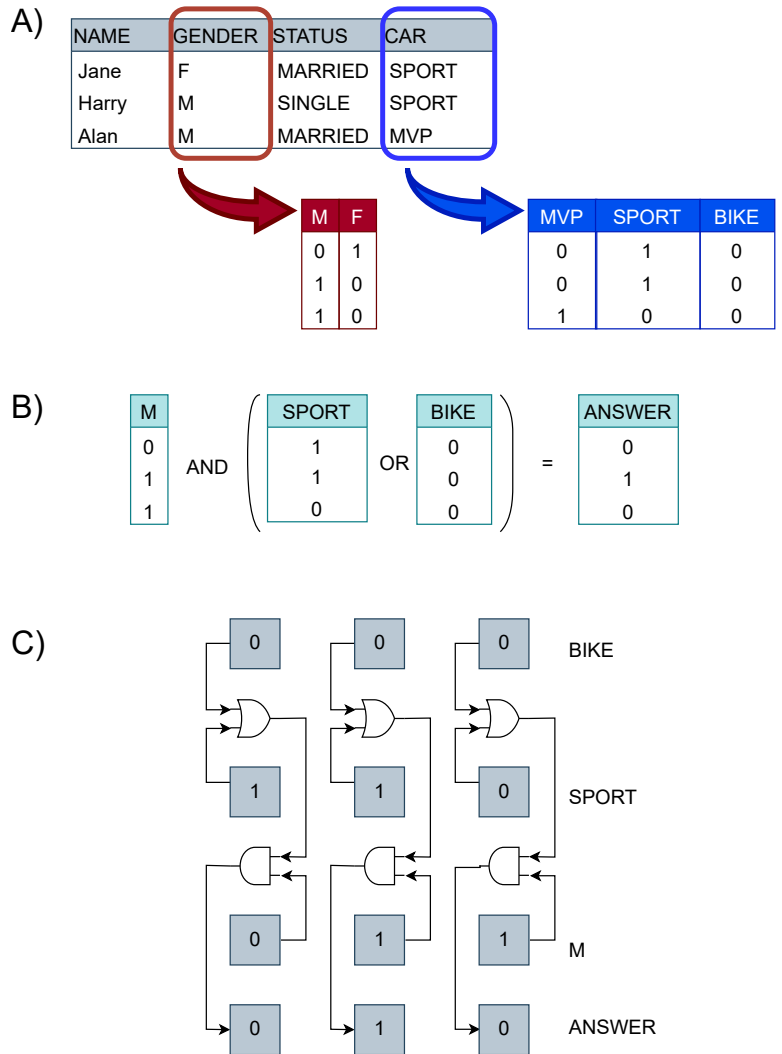 A)
NAME GENDER STATUS CAR
Jane F MARRIED SPORT
Harry M SINGLE SPORT
Alan M MARRIED MVP
M F MVP SPORT BIKE
0 1 0 1 0
1 0 0 1 0
1 0 1 0 0
B)
M SPORT BIKE ANSWER
0 1 0 0
1 AND 1 OR 0 = 1
1 0 0 0
C)
0 0 0 BIKE
1 1 0 SPORT
0 1 1 M
0 1 0 ANSWER